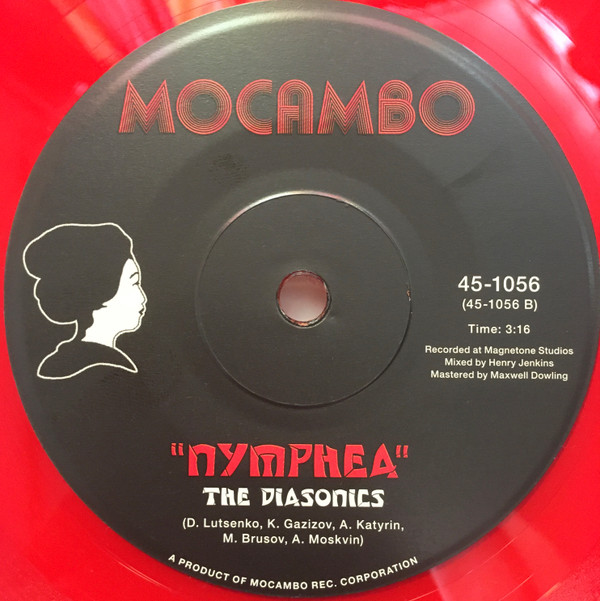 MOCAMBO
45-1056
(45-1056 B)
Time: 3:16
Recorded at Magnetone Studios
Mixed by Henry Jenkins
Mastered by Maxwell Dowling
"NYMPHEA"
THE DIASONICS
(D. Lutsenko, K. Gazizov, A. Katyrin,
M. Brusov, A. Moskvin)
A PRODUCT OF MOCAMBO REC. CORPORATION